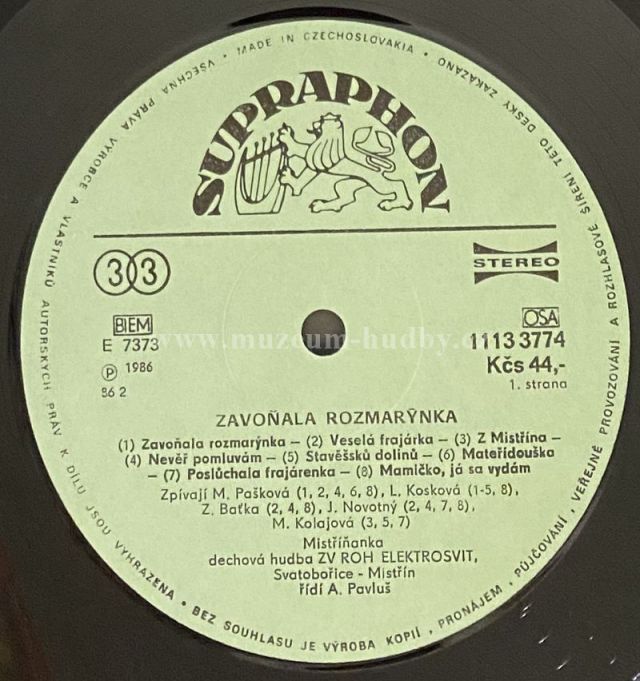 VŠECHNA PRÁVA VÝROBCE A VLASTNÍKŮ AUTORSKÝCH PRÁV K DÍLU JSOU VYHRAZENA • BEZ SOUHLASU JE VÝROBA KOPIÍ, PRONÁJEM, PŮJČOVÁNÍ, VEŘEJNÉ PROVOZOVÁNÍ A ROZHLASOVÉ ŠÍŘENÍ TÉTO DESKY ZAKÁZÁNO • MADE IN CZECHOSLOVAKIA •
SUPRAPHON
33
STEREO
BIEM
OSA
www.muzeum-hudby.cz
E 7373
1113 3774
Ⓟ 1986
Kčs 44,-
86 2
1. strana
ZAVOŇALA ROZMARÝNKA
(1) Zavoňala rozmarýnka – (2) Veselá frajárka – (3) Z Mistřína –
(4) Nevěř pomluvám – (5) Stavěšsků dolinů – (6) Mateřídouška
– (7) Poslůchala frajárenka – (8) Mamičko, já sa vydám
Zpívají M. Pašková (1, 2, 4, 6, 8), L. Kosková (1-5, 8),
Z. Baťka (2, 4, 8), J. Novotný (2, 4, 7, 8),
M. Kolajová (3, 5, 7)
Mistříňanka
dechová hudba ZV ROH ELEKTROSVIT,
Svatobořice - Mistřín
řídí A. Pavluš